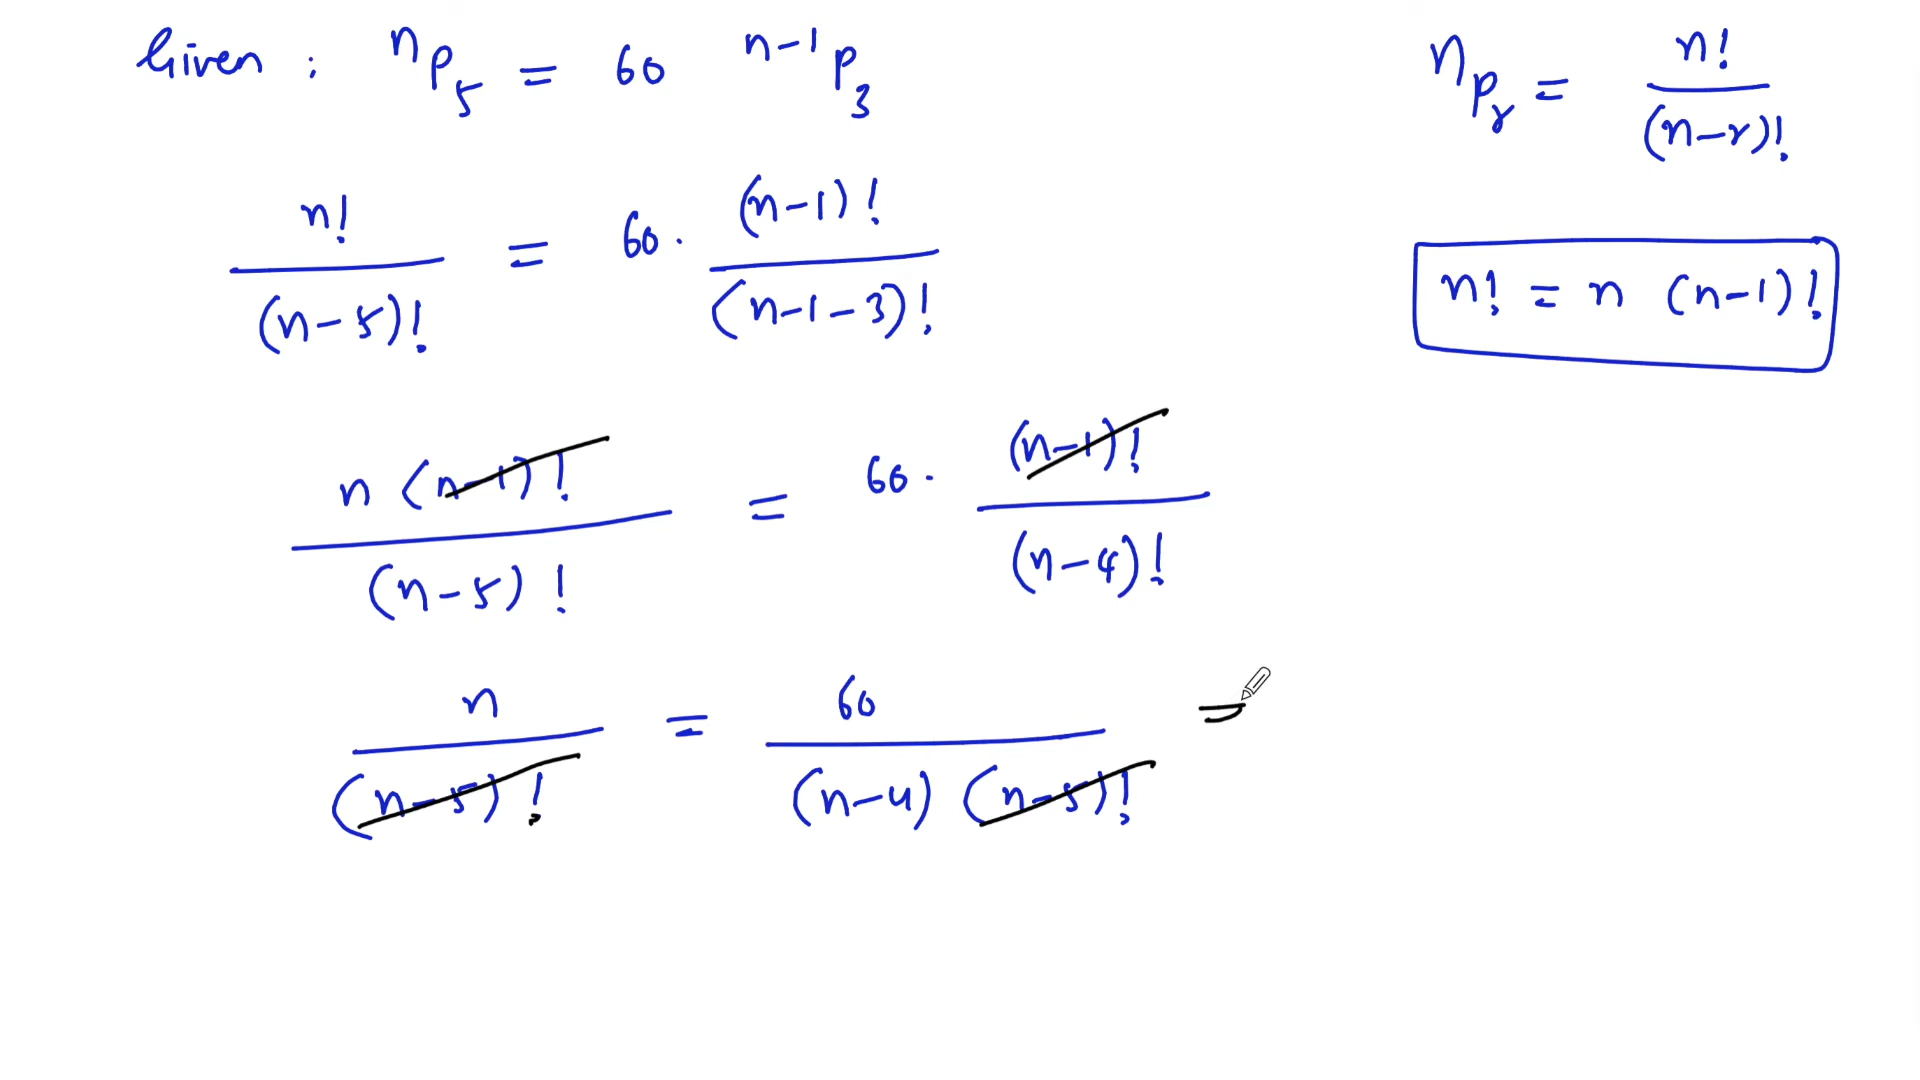 Given : ⁿP₅ = 60 ⁿ⁻¹P₃
ⁿPᵣ = n! / (n-r)!
n! / (n-5)! = 60 · (n-1)! / (n-1-3)!
n! = n (n-1)!
n (n-1)! / (n-5)! = 60 · (n-1)! / (n-4)!
n / (n-5)! = 60 / (n-4) (n-5)! =